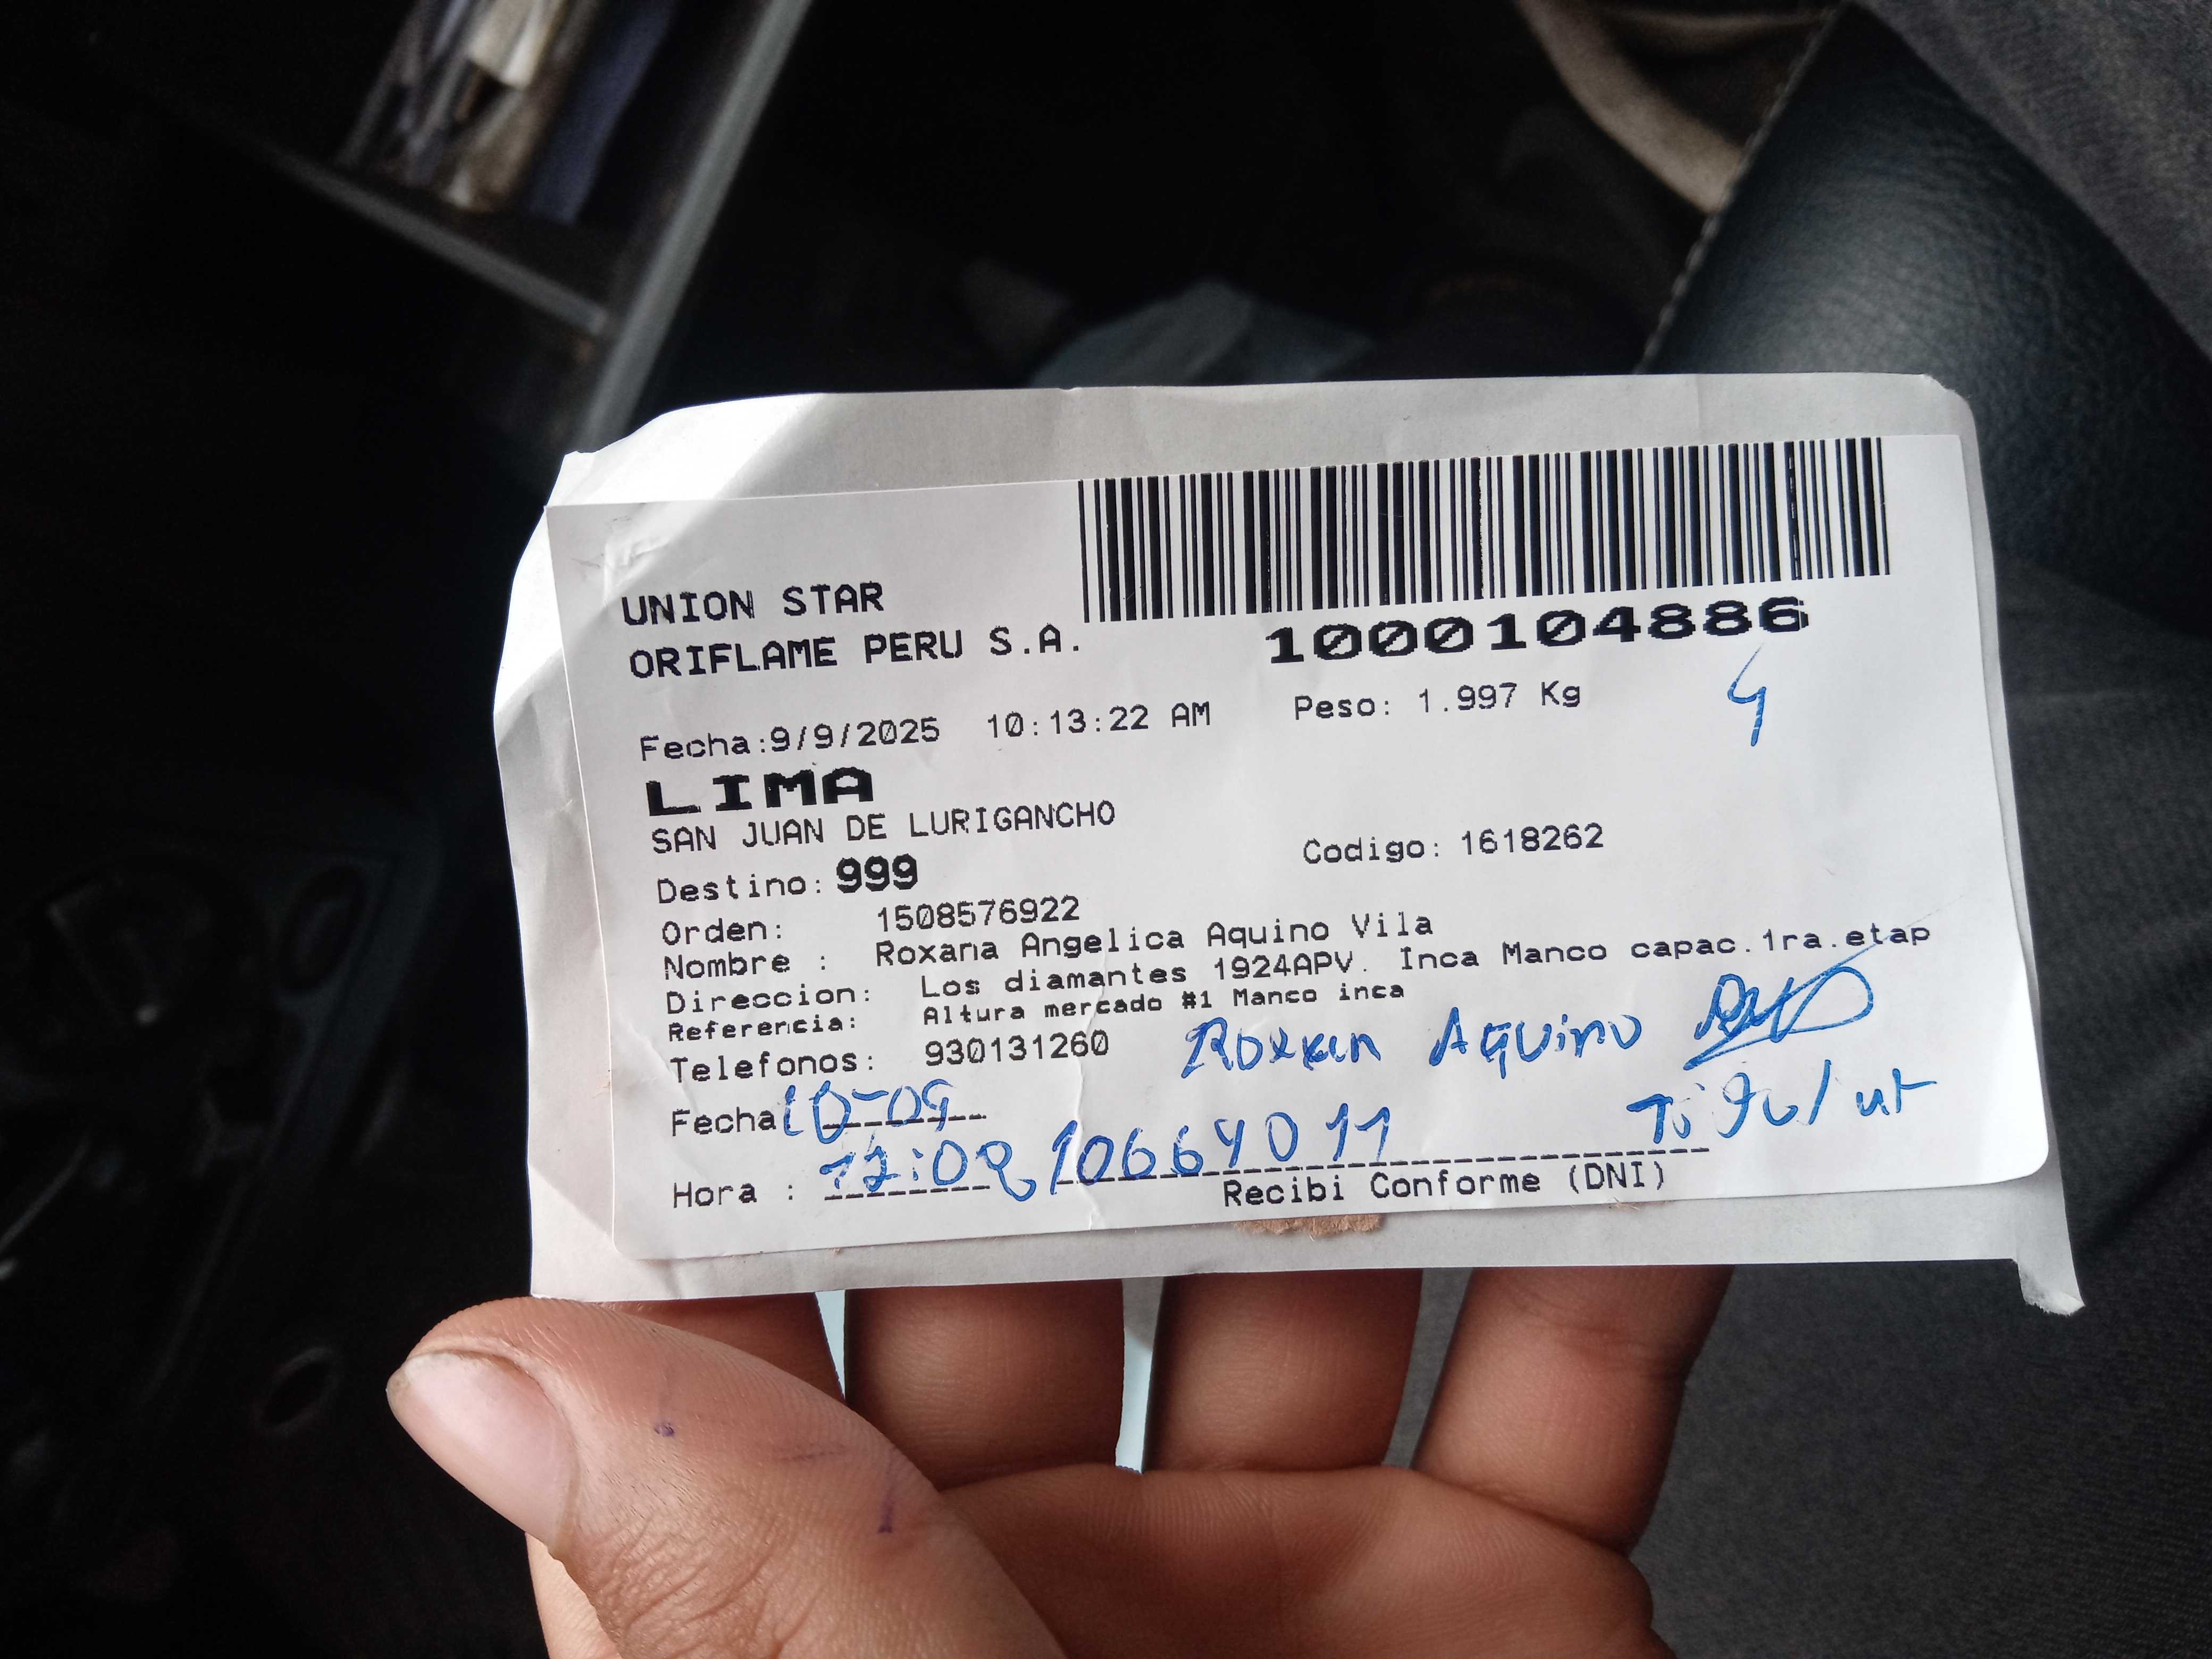 UNION STAR
ORIFLAME PERU S.A.
1000104886
Fecha:9/9/2025 10:13:22 AM Peso: 1.997 Kg
4
LIMA
SAN JUAN DE LURIGANCHO
Destino: 999 Codigo: 1618262
Orden: 1508576922
Nombre : Roxana Angelica Aquino Vila
Direccion: Los diamantes 1924APV. Inca Manco capac.1ra.etap
Referencia: Altura mercado #1 Manco inca
Telefonos: 930131260
Aquino
Fecha 10-09
Hora : 12:08 10664011
Recibi Conforme (DNI)